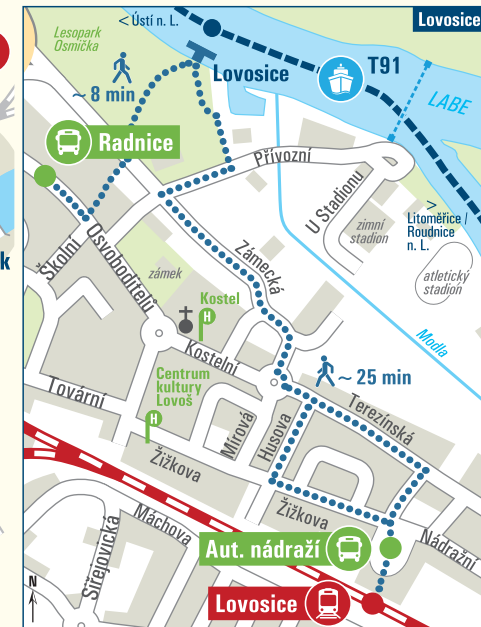 Lovosice
< Ústí n. L.
Lesopark
Osmička
~ 8 min
Lovosice
T91
LABE
Radnice
Přívozní
U Stadionu
zimní
stadion
>
Litoměřice /
Roudnice
n. L.
atletický
stadion
Školní
Osvoboditelů
zámek
Zámecká
k
Kostel
H
Kostelní
Modla
~ 25 min
Centrum
kultury
Lovoš
H
Tovární
Mírová
Husova
Terezínská
Žižkova
Žižkova
Nádražní
Máchova
Střejovická
Aut. nádraží
Lovosice
N